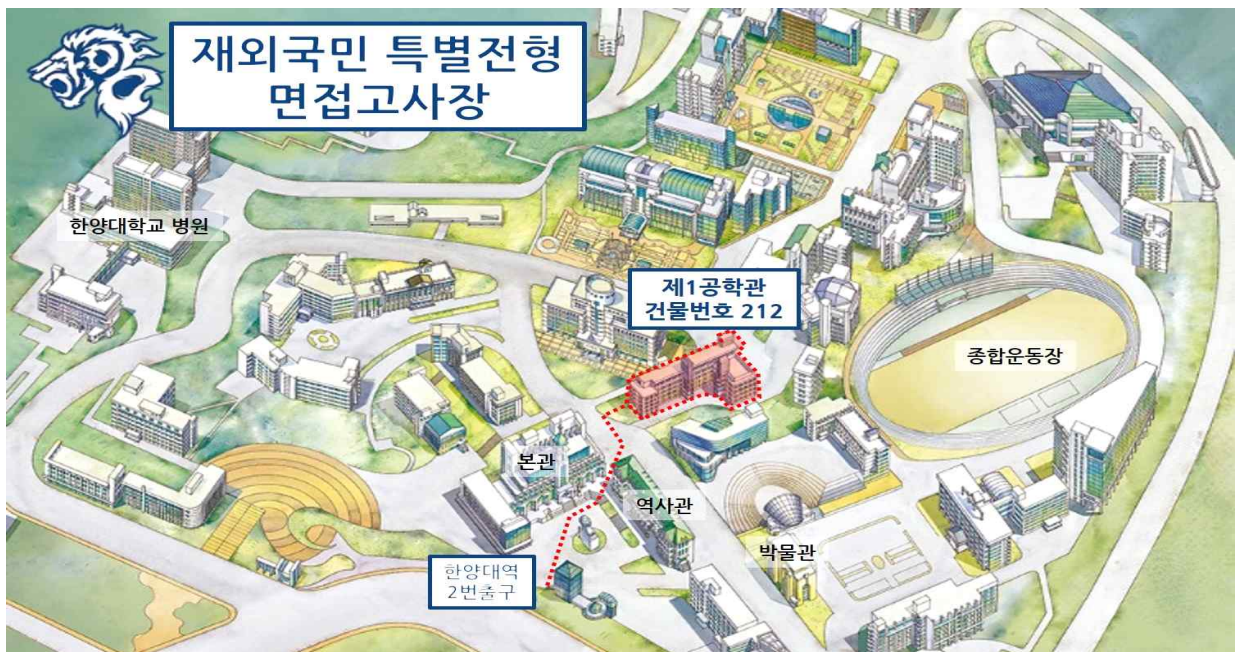 재외국민 특별전형
면접고사장
한양대학교 병원
제1공학관
건물번호 212
종합운동장
본관
역사관
박물관
한양대역
2번출구